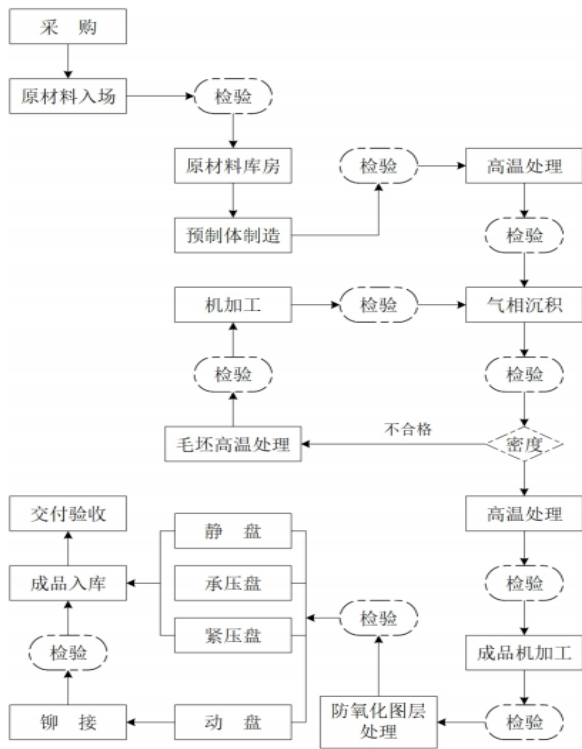 采 购
原材料入场
检验
原材料库房
检验
高温处理
预制体制造
检验
机加工
检验
气相沉积
检验
检验
不合格
毛坯高温处理
密度
交付验收
静 盘
高温处理
成品入库
承压盘
检验
检验
紧压盘
检验
成品机加工
铆 接
动 盘
防氧化图层
处理
检验